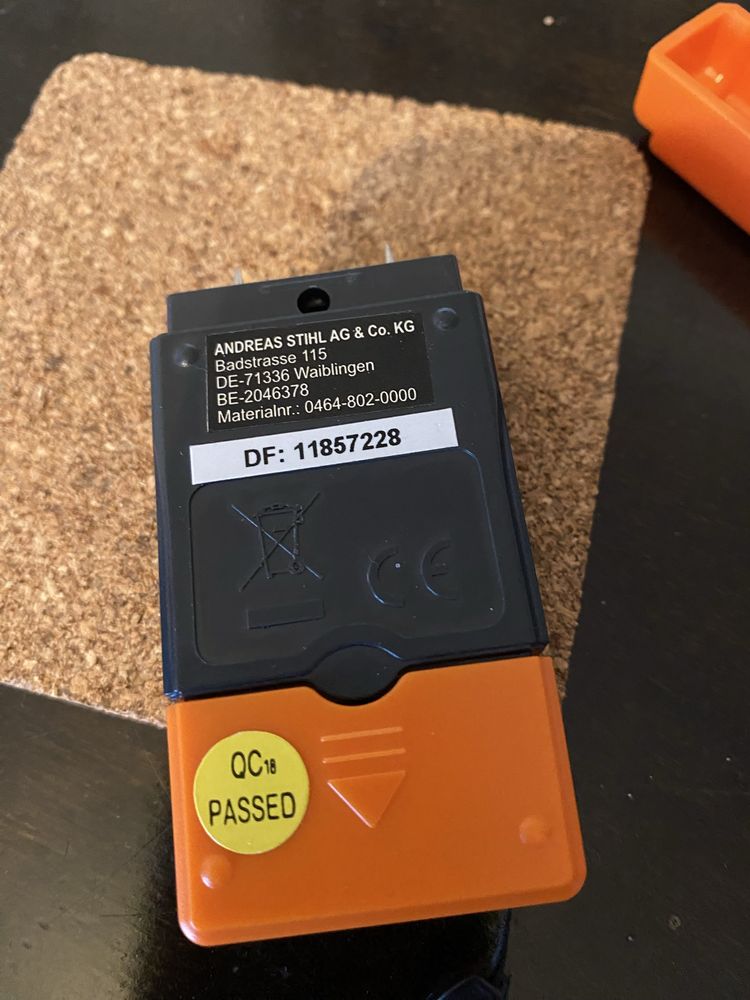 ANDREAS STIHL AG & Co. KG
Badstrasse 115
DE-71336 Waiblingen
BE-2046378
Materialnr.: 0464-802-0000
DF: 11857228
CE
QC18
PASSED